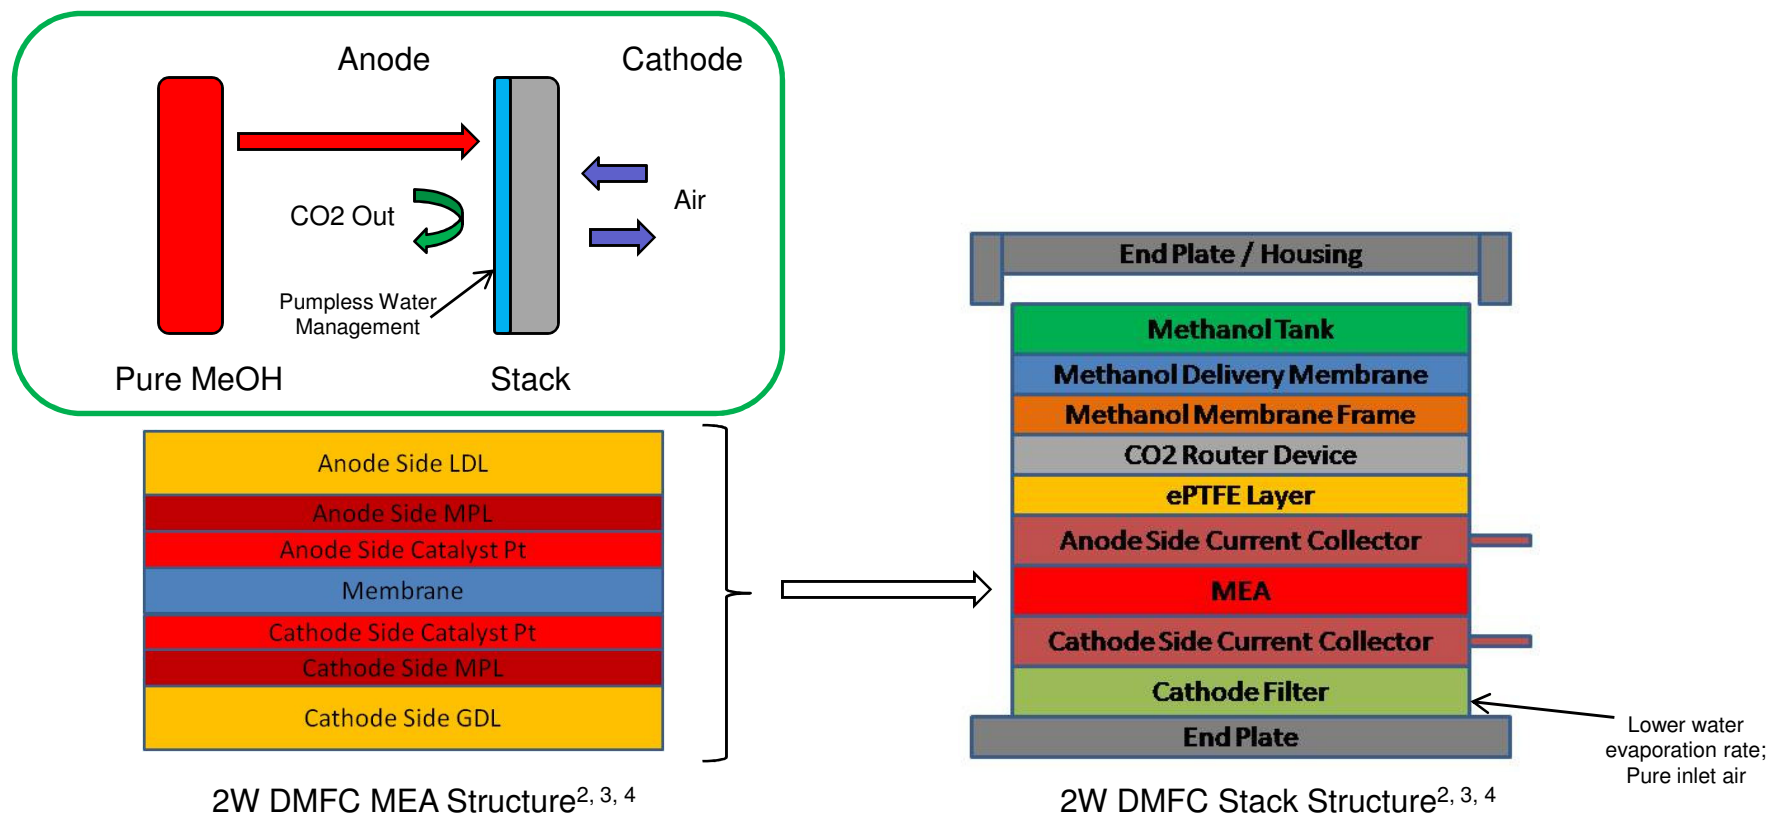 Anode
Cathode
CO2 Out
Air
Pumpless Water
Management
Pure MeOH
Stack
Anode Side LDL
Anode Side MPL
Anode Side Catalyst Pt
Membrane
Cathode Side Catalyst Pt
Cathode Side MPL
Cathode Side GDL
2W DMFC MEA Structure2, 3, 4
End Plate / Housing
Methanol Tank
Methanol Delivery Membrane
Methanol Membrane Frame
CO2 Router Device
ePTFE Layer
Anode Side Current Collector
MEA
Cathode Side Current Collector
Cathode Filter
End Plate
Lower water
evaporation rate;
Pure inlet air
2W DMFC Stack Structure2, 3, 4